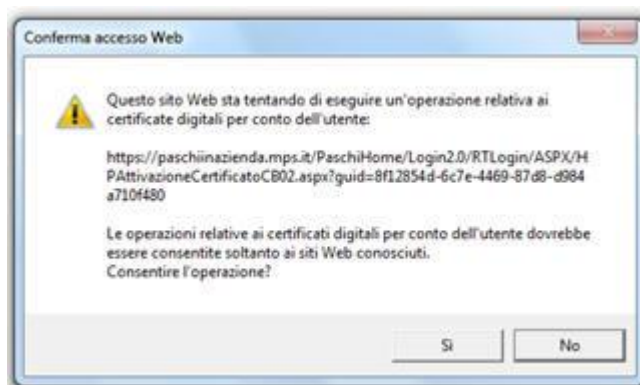 Conferma accesso Web
Questo sito Web sta tentando di eseguire un'operazione relativa ai
certificate digitali per conto dell'utente:
https://paschiinazienda.mps.it/PaschiHome/Login2.0/RTLogin/ASPX/H
PAttivazioneCertificatoCB02.aspx?guid=8f12854d-6c7e-4469-87d8-d984
a710f480
Le operazioni relative ai certificati digitali per conto dell'utente dovrebbe
essere consentite soltanto ai siti Web conosciuti.
Consentire l'operazione?
Sì
No